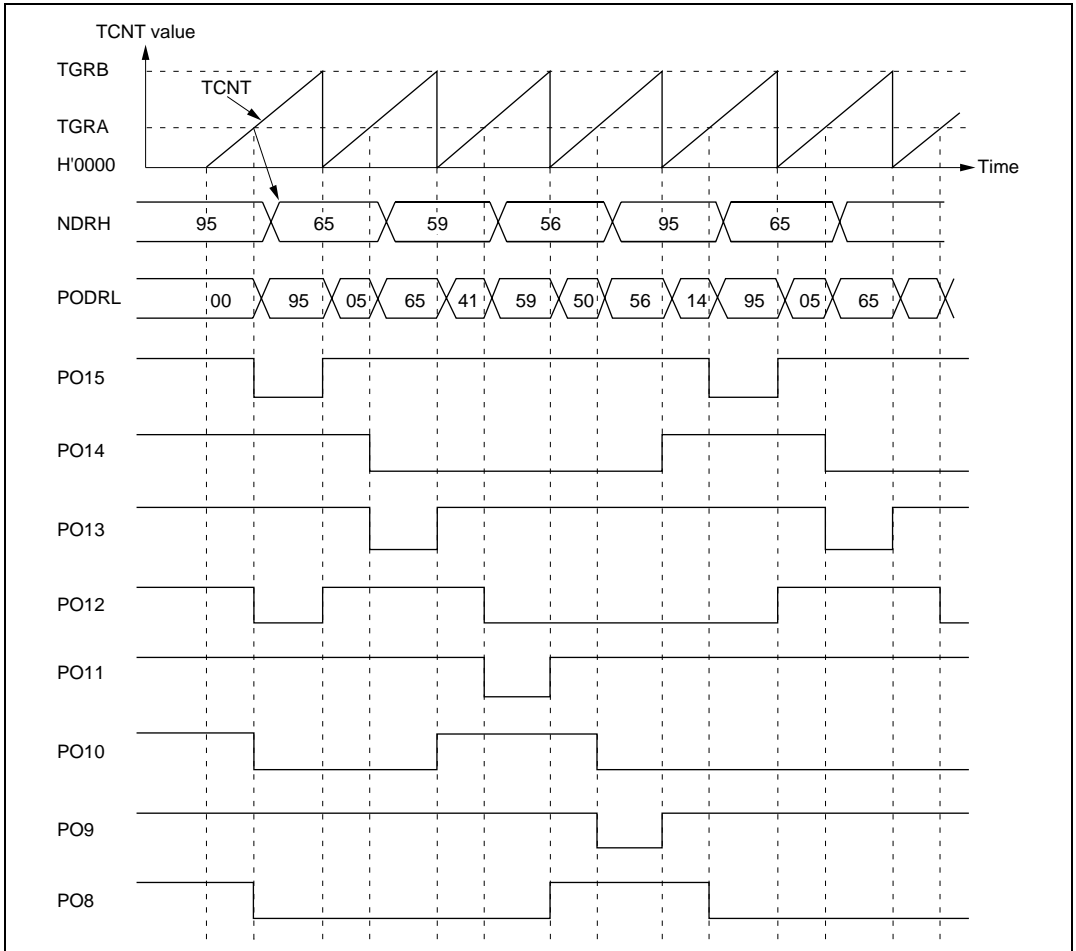 TCNT value
TGRB
TCNT
TGRA
H'0000
Time
NDRH 95 65 59 56 95 65
PODRL 00 95 05 65 41 59 50 56 14 95 05 65
PO15
PO14
PO13
PO12
PO11
PO10
PO9
PO8